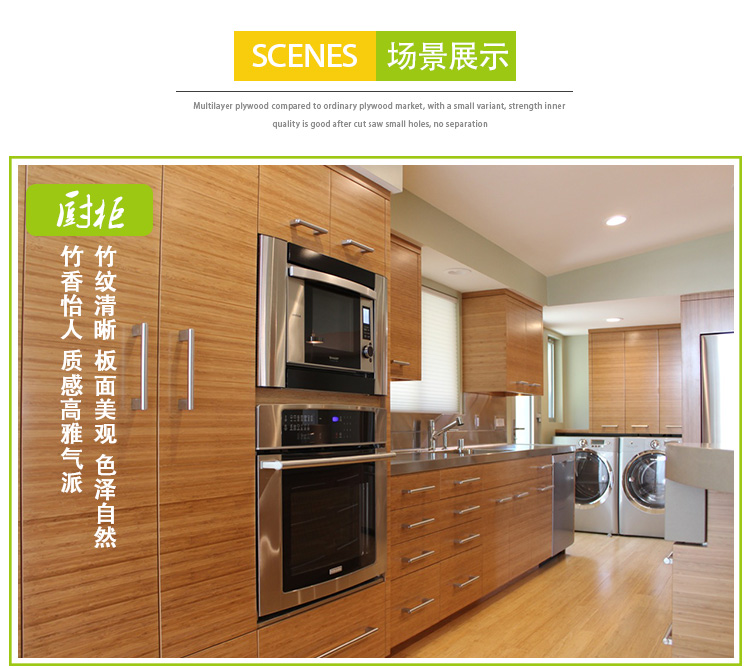 SCENES 场景展示
Multilayer plywood compared to ordinary plywood market, with a small variant, strength inner
quality is good after cut saw small holes, no separation
厨柜
竹纹清晰 板面美观 色泽自然
竹香怡人 质感高雅气派